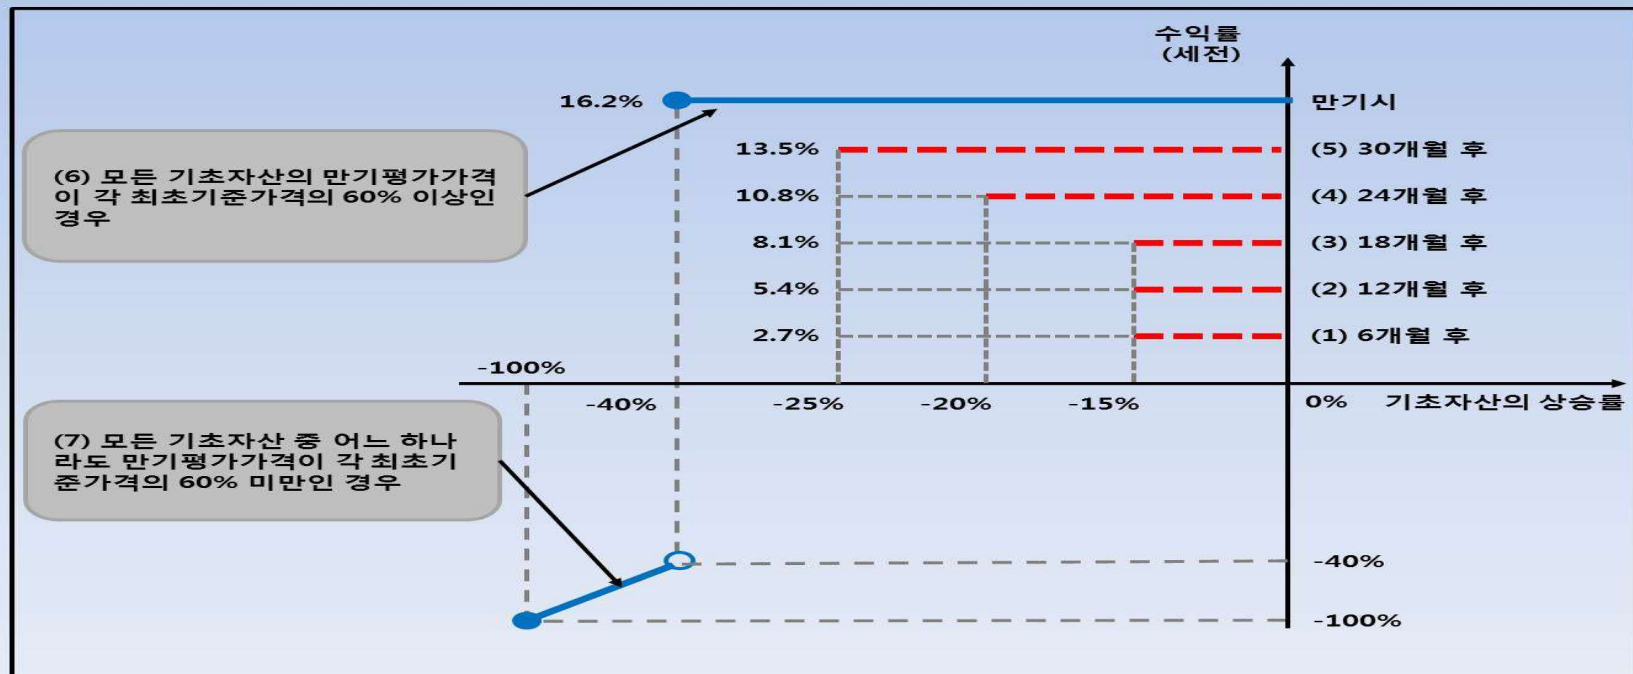 수익률
(세전)
16.2%
만기시
(6) 모든 기초자산의 만기평가가격
이 각 최초기준가격의 60% 이상인
경우
13.5%
(5) 30개월 후
10.8%
(4) 24개월 후
8.1%
(3) 18개월 후
5.4%
(2) 12개월 후
2.7%
(1) 6개월 후
-100%
-40%
-25%
-20%
-15%
0%
기초자산의 상승률
(7) 모든 기초자산 중 어느 하나
라도 만기평가가격이 각 최초기
준가격의 60% 미만인 경우
-40%
-100%